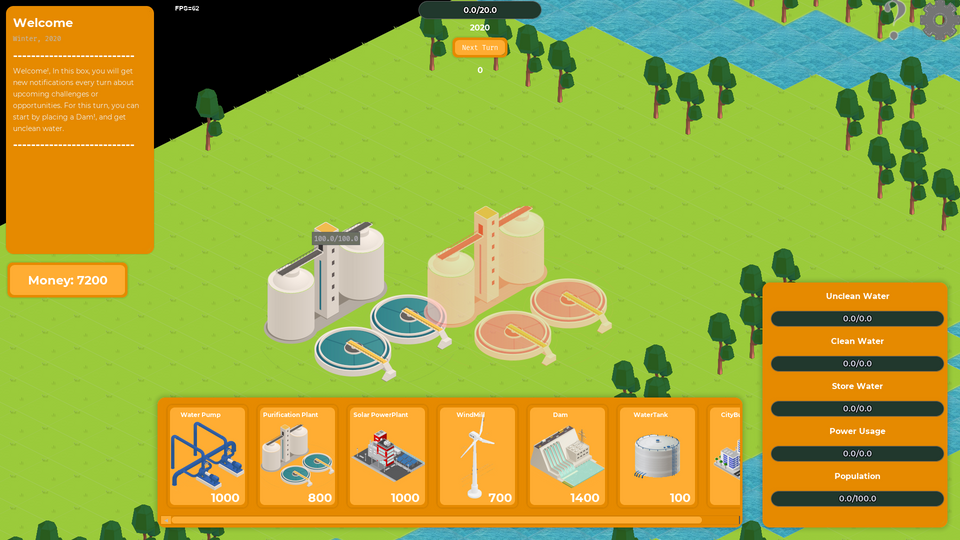 Welcome
Winter, 2020
Welcome!, In this box, you will get
new notifications every turn about
upcoming challenges or
opportunities. For this turn, you can
start by placing a Dam!, and get
unclean water.
Money: 7200
FPS=62
0.0/20.0
2020
Next Turn
0
100.0/100.0
Unclean Water
0.0/0.0
Clean Water
0.0/0.0
Store Water
0.0/0.0
Power Usage
0.0/0.0
Population
0.0/100.0
Water Pump
1000
Purification Plant
800
Solar PowerPlant
1000
WindMill
700
Dam
1400
WaterTank
100